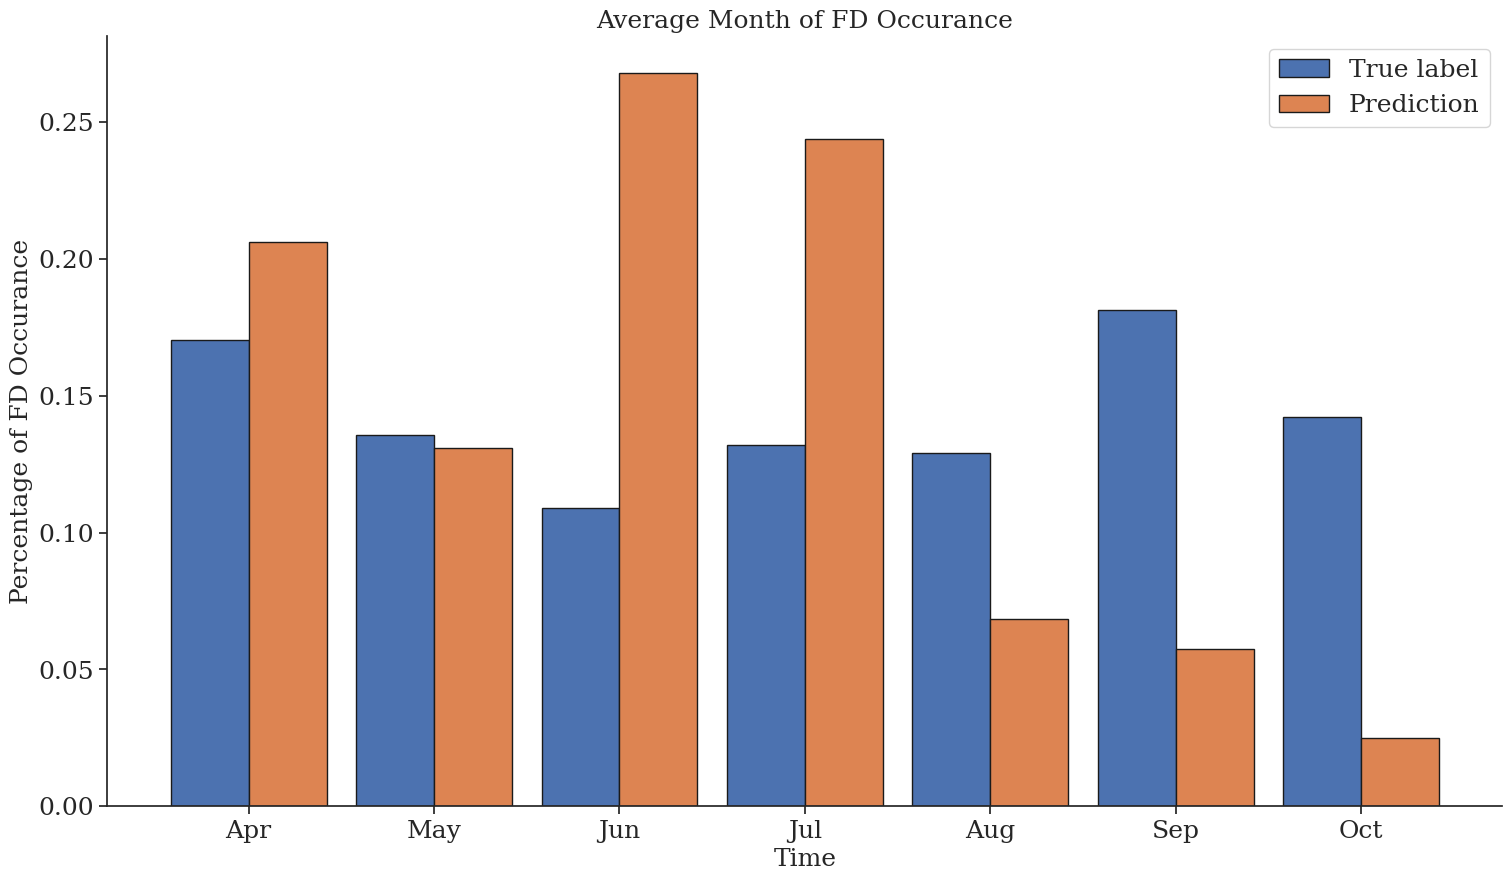 Average Month of FD Occurance
True label
Prediction
Percentage of FD Occurance
0.25
0.20
0.15
0.10
0.05
0.00
Apr May Jun Jul Aug Sep Oct
Time